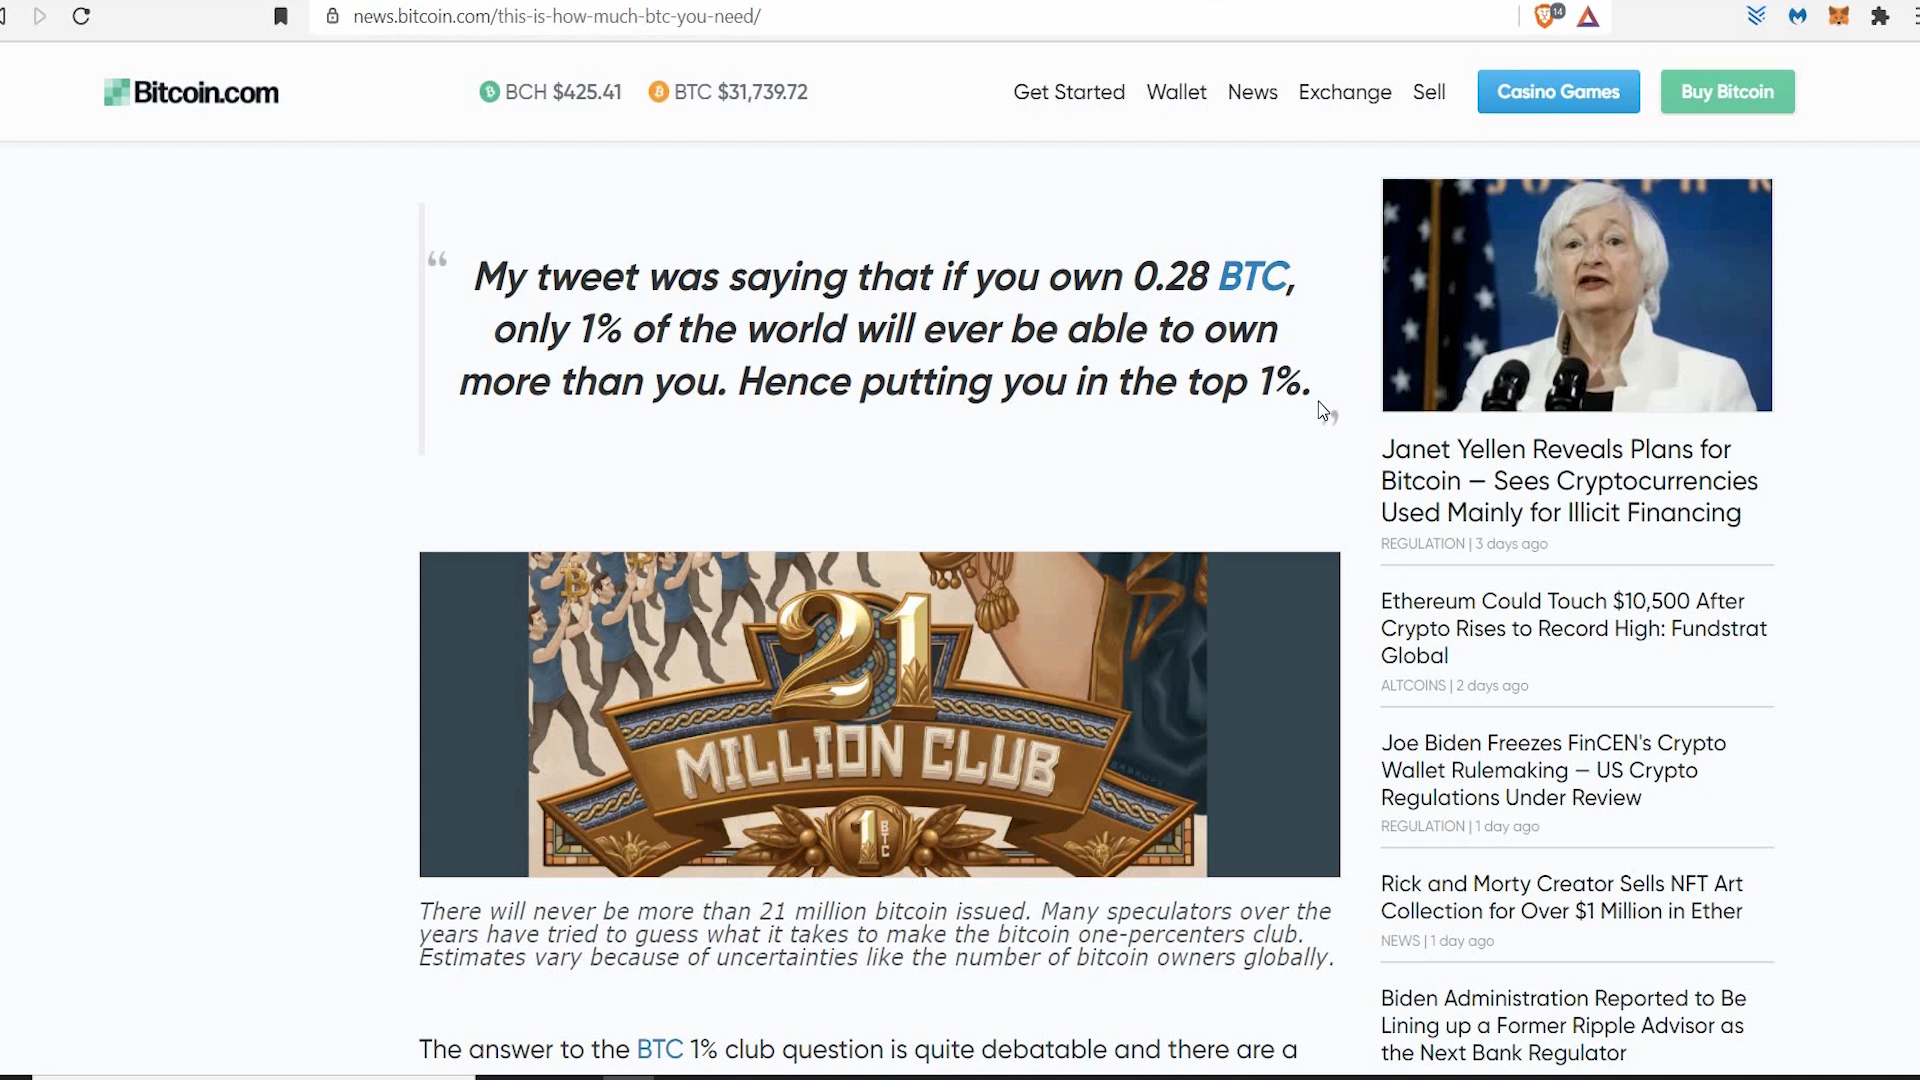 news.bitcoin.com/this-is-how-much-btc-you-need/
14
Bitcoin.com
BCH $425.41
BTC $31,739.72
Get Started
Wallet
News
Exchange
Sell
Casino Games
Buy Bitcoin
“ My tweet was saying that if you own 0.28 BTC,
only 1% of the world will ever be able to own
more than you. Hence putting you in the top 1%. ”
21
MILLION CLUB
1 BTC
There will never be more than 21 million bitcoin issued. Many speculators over the
years have tried to guess what it takes to make the bitcoin one-percenters club.
Estimates vary because of uncertainties like the number of bitcoin owners globally.
The answer to the BTC 1% club question is quite debatable and there are a
Janet Yellen Reveals Plans for
Bitcoin – Sees Cryptocurrencies
Used Mainly for Illicit Financing
REGULATION | 3 days ago
Ethereum Could Touch $10,500 After
Crypto Rises to Record High: Fundstrat
Global
ALTCOINS | 2 days ago
Joe Biden Freezes FinCEN's Crypto
Wallet Rulemaking – US Crypto
Regulations Under Review
REGULATION | 1 day ago
Rick and Morty Creator Sells NFT Art
Collection for Over $1 Million in Ether
NEWS | 1 day ago
Biden Administration Reported to Be
Lining up a Former Ripple Advisor as
the Next Bank Regulator